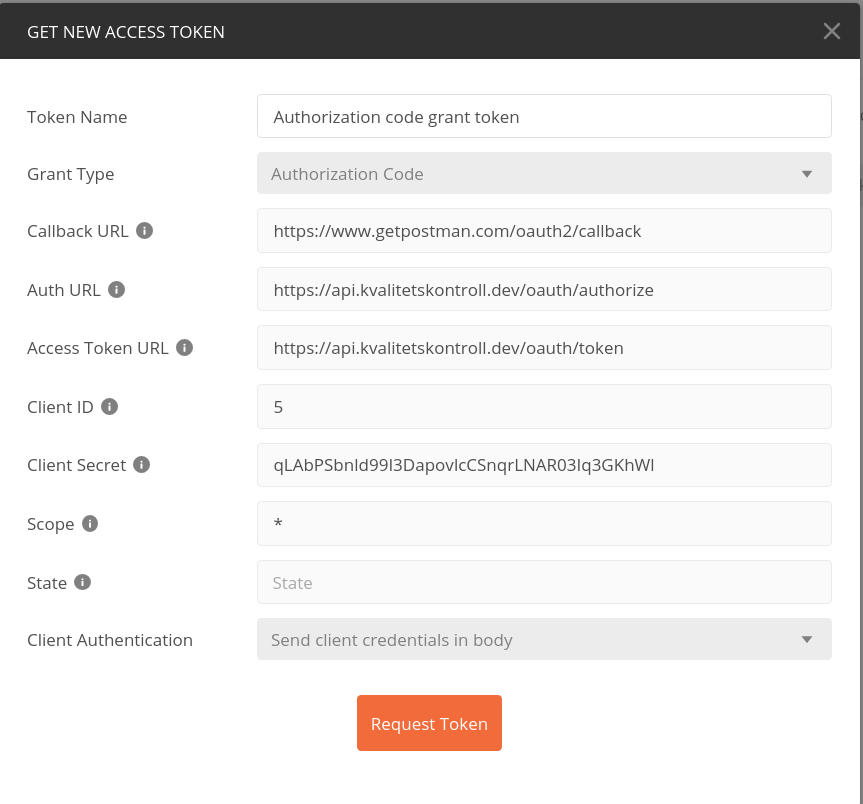 GET NEW ACCESS TOKEN
Token Name
Authorization code grant token
Grant Type
Authorization Code
Callback URL
https://www.getpostman.com/oauth2/callback
Auth URL
https://api.kvalitetskontroll.dev/oauth/authorize
Access Token URL
https://api.kvalitetskontroll.dev/oauth/token
Client ID
5
Client Secret
Scope
*
State
State
Client Authentication
Send client credentials in body
Request Token